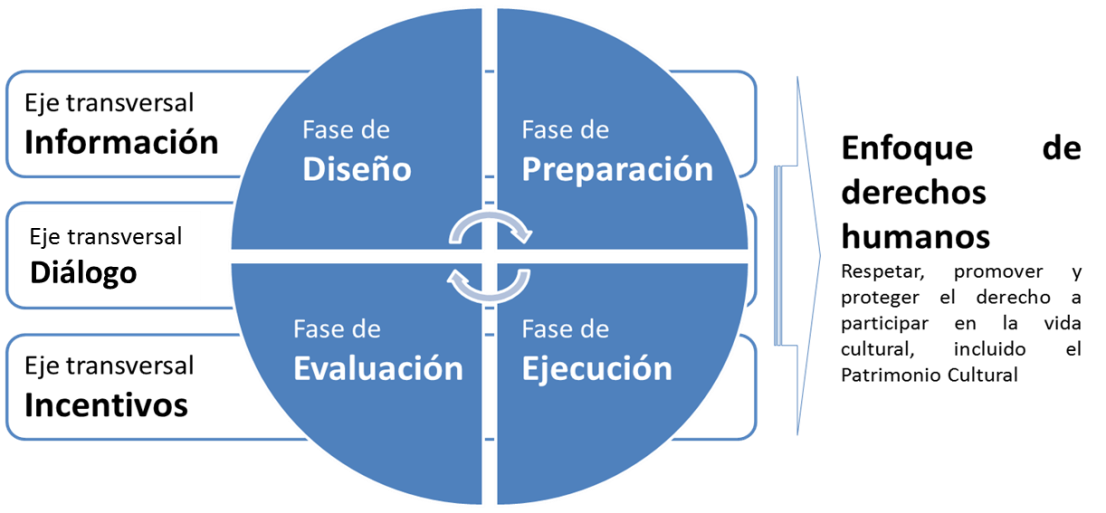 Eje transversal
Información
Eje transversal
Diálogo
Eje transversal
Incentivos
Fase de
Diseño
Fase de
Preparación
Fase de
Evaluación
Fase de
Ejecución
Enfoque de
derechos
humanos
Respetar, promover y
proteger el derecho a
participar en la vida
cultural, incluido el
Patrimonio Cultural